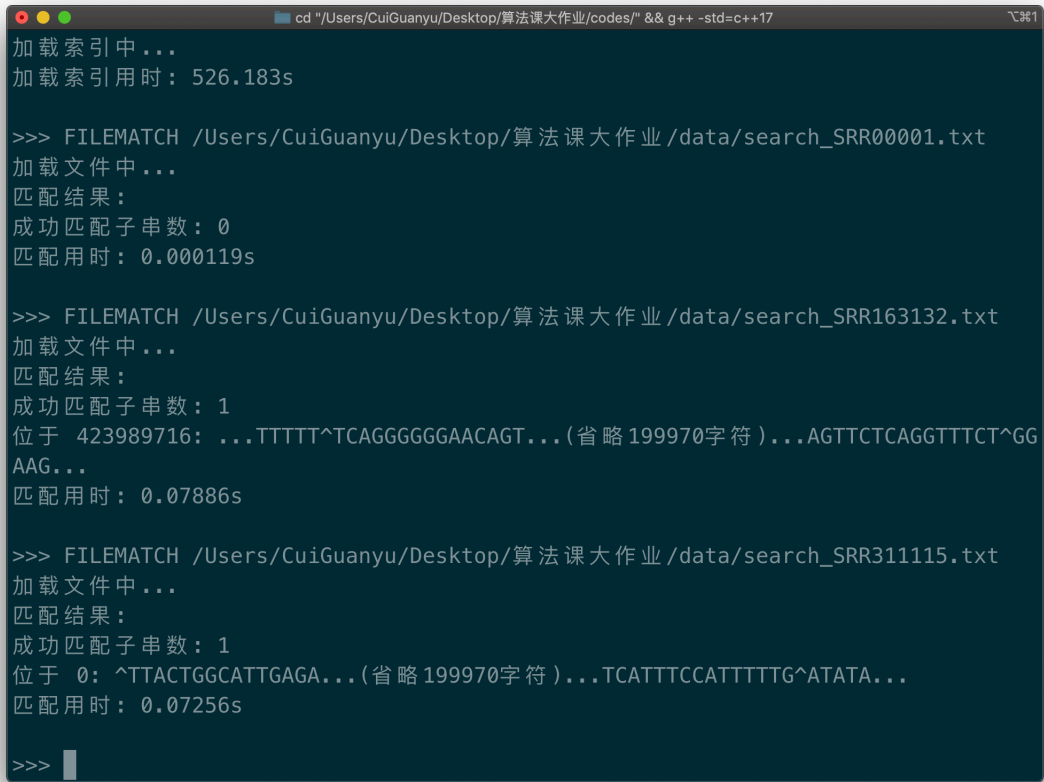 cd "/Users/CuiGuanyu/Desktop/算法课大作业/codes/" && g++ -std=c++17
⌥⌘1
加载索引中...
加载索引用时: 526.183s
>>> FILEMATCH /Users/CuiGuanyu/Desktop/算法课大作业/data/search_SRR00001.txt
加载文件中...
匹配结果:
成功匹配子串数: 0
匹配用时: 0.000119s
>>> FILEMATCH /Users/CuiGuanyu/Desktop/算法课大作业/data/search_SRR163132.txt
加载文件中...
匹配结果:
成功匹配子串数: 1
位于 423989716: ...TTTTT^TCAGGGGGGAACAGT...(省略199970字符)...AGTTCTCAGGTTTCT^GG
AAG...
匹配用时: 0.07886s
>>> FILEMATCH /Users/CuiGuanyu/Desktop/算法课大作业/data/search_SRR311115.txt
加载文件中...
匹配结果:
成功匹配子串数: 1
位于 0: ^TTACTGGCATTGAGA...(省略199970字符)...TCATTTCCATTTTTG^ATATA...
匹配用时: 0.07256s
>>>